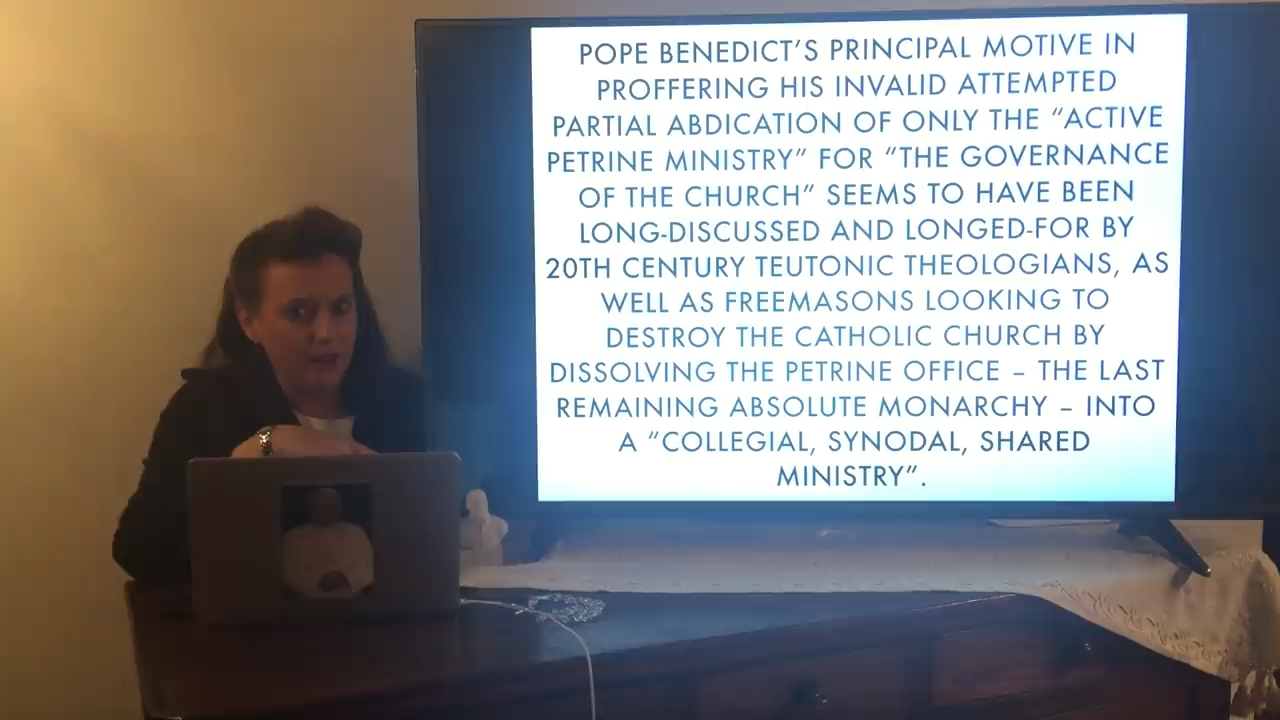 POPE BENEDICT’S PRINCIPAL MOTIVE IN
PROFFERING HIS INVALID ATTEMPTED
PARTIAL ABDICATION OF ONLY THE “ACTIVE
PETRINE MINISTRY” FOR “THE GOVERNANCE
OF THE CHURCH” SEEMS TO HAVE BEEN
LONG-DISCUSSED AND LONGED-FOR BY
20TH CENTURY TEUTONIC THEOLOGIANS, AS
WELL AS FREEMASONS LOOKING TO
DESTROY THE CATHOLIC CHURCH BY
DISSOLVING THE PETRINE OFFICE – THE LAST
REMAINING ABSOLUTE MONARCHY – INTO
A “COLLEGIAL, SYNODAL, SHARED
MINISTRY”.